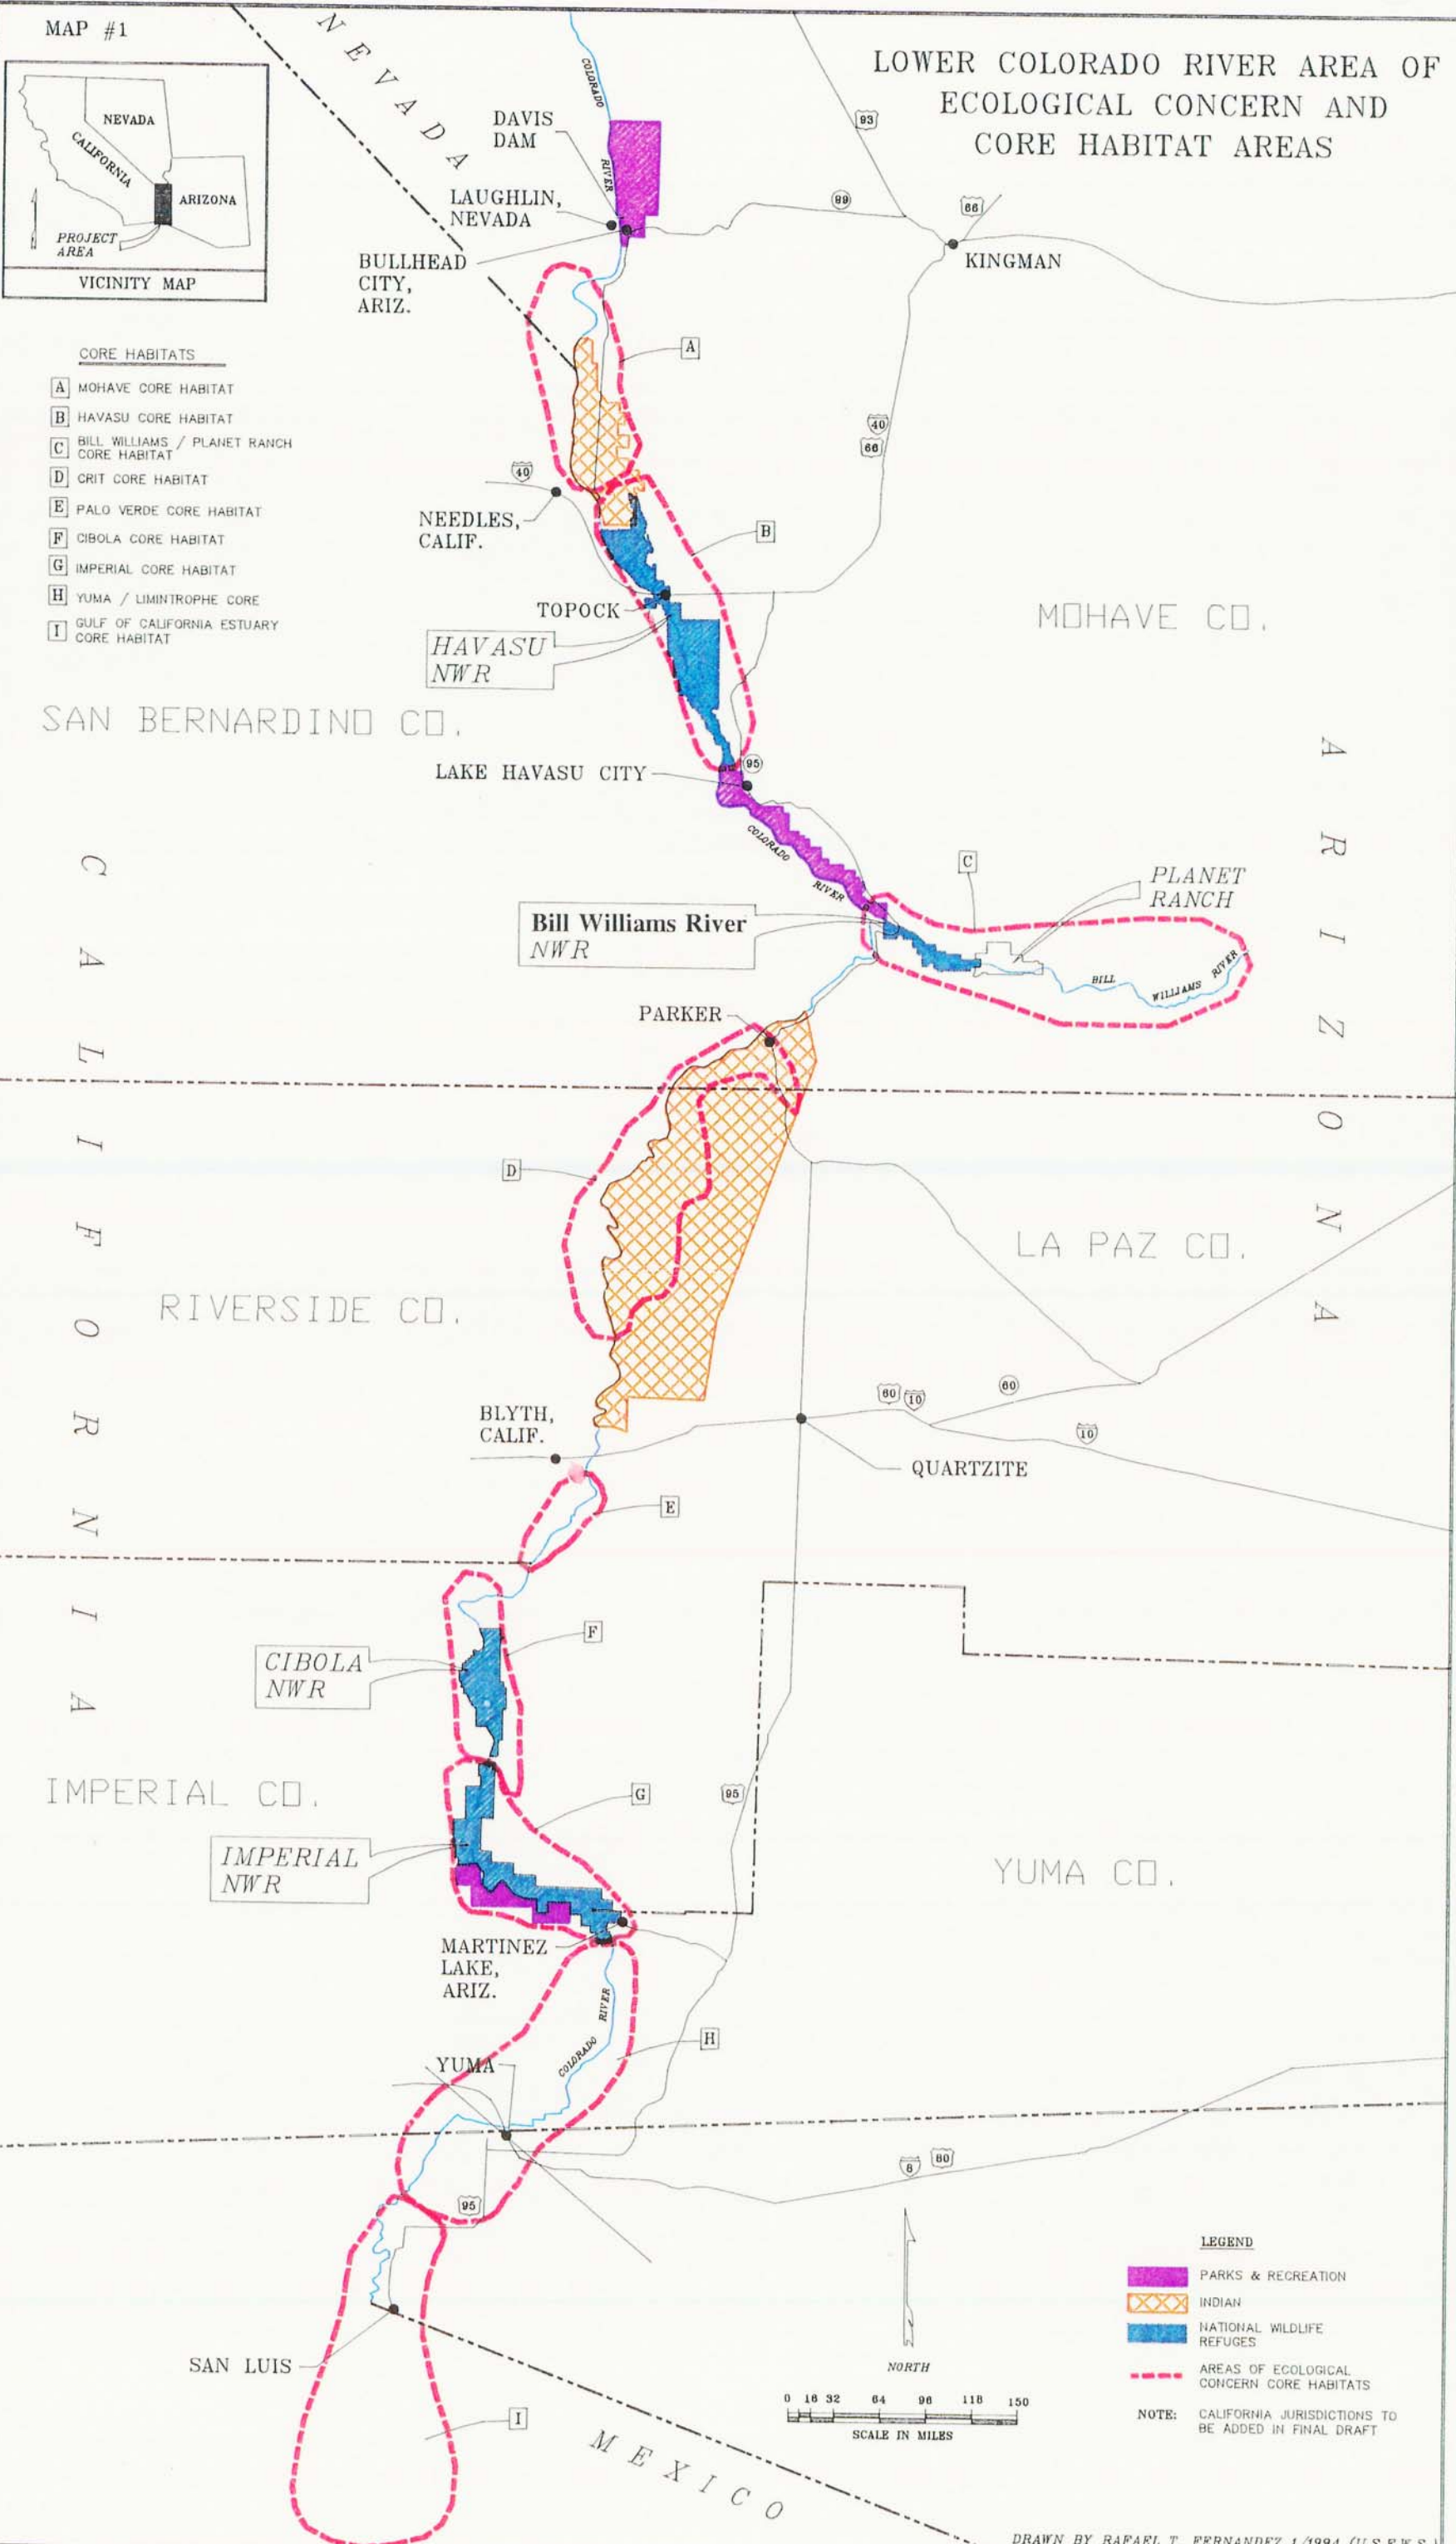 MAP #1
LOWER COLORADO RIVER AREA OF
ECOLOGICAL CONCERN AND
CORE HABITAT AREAS
NEVADA
CALIFORNIA
ARIZONA
PROJECT
AREA
VICINITY MAP
NEVADA
COLORADO
RIVER
DAVIS
DAM
LAUGHLIN,
NEVADA
BULLHEAD
CITY,
ARIZ.
93
89
66
KINGMAN
CORE HABITATS
A MOHAVE CORE HABITAT
B HAVASU CORE HABITAT
C BILL WILLIAMS / PLANET RANCH
CORE HABITAT
D CRIT CORE HABITAT
E PALO VERDE CORE HABITAT
F CIBOLA CORE HABITAT
G IMPERIAL CORE HABITAT
H YUMA / LIMINTROPHE CORE
I GULF OF CALIFORNIA ESTUARY
CORE HABITAT
A
40
66
40
NEEDLES,
CALIF.
B
TOPOCK
HAVASU
NWR
MOHAVE CO.
SAN BERNARDINO CO.
LAKE HAVASU CITY
95
COLORADO
RIVER
C
PLANET
RANCH
Bill Williams River
NWR
BILL
WILLIAMS
RIVER
PARKER
CALIFORNIA
ARIZONA
D
LA PAZ CO.
RIVERSIDE CO.
BLYTH,
CALIF.
60
10
60
10
QUARTZITE
E
F
CIBOLA
NWR
IMPERIAL CO.
G
95
IMPERIAL
NWR
YUMA CO.
MARTINEZ
LAKE,
ARIZ.
COLORADO
RIVER
H
YUMA
8
80
95
SAN LUIS
I
MEXICO
NORTH
0 16 32 64 96 118 150
SCALE IN MILES
LEGEND
PARKS & RECREATION
INDIAN
NATIONAL WILDLIFE
REFUGES
AREAS OF ECOLOGICAL
CONCERN CORE HABITATS
NOTE: CALIFORNIA JURISDICTIONS TO
BE ADDED IN FINAL DRAFT
DRAWN BY RAFAEL T. FERNANDEZ 1/1994 (U.S.F.W.S.)